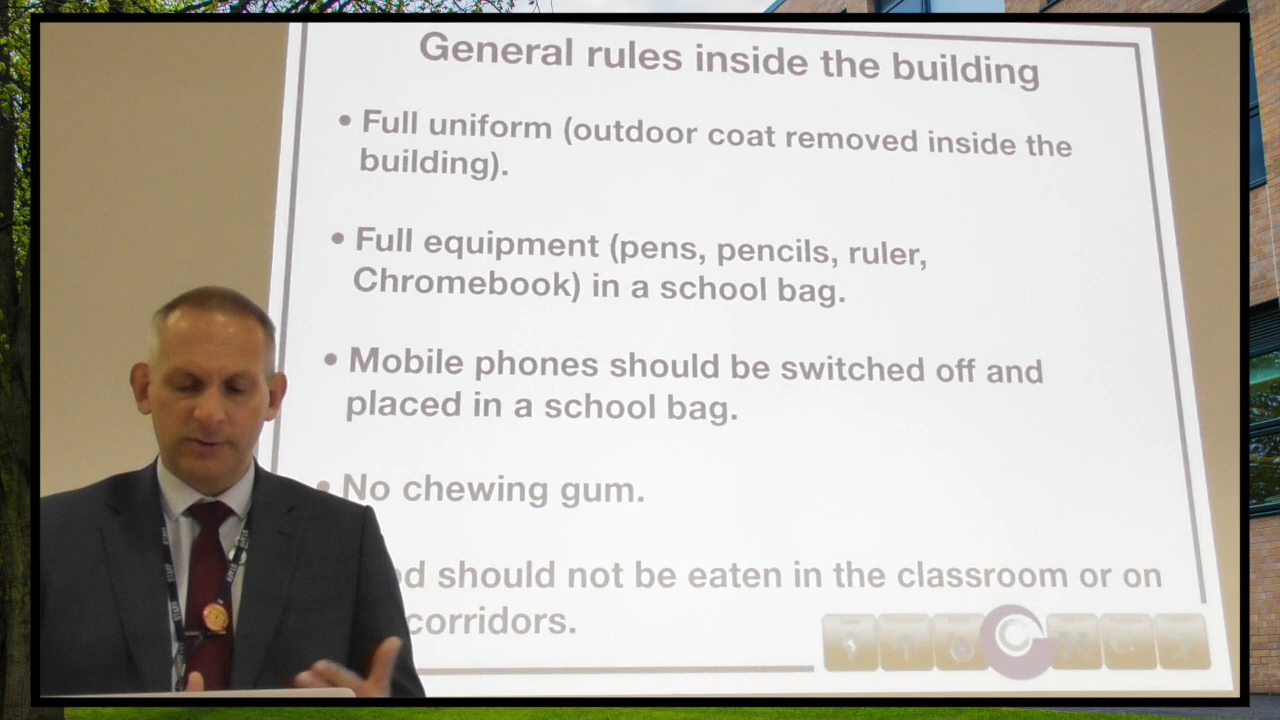 General rules inside the building
• Full uniform (outdoor coat removed inside the
building).
• Full equipment (pens, pencils, ruler,
Chromebook) in a school bag.
• Mobile phones should be switched off and
placed in a school bag.
• No chewing gum.
should not be eaten in the classroom or on
corridors.
STAFF
STAFF